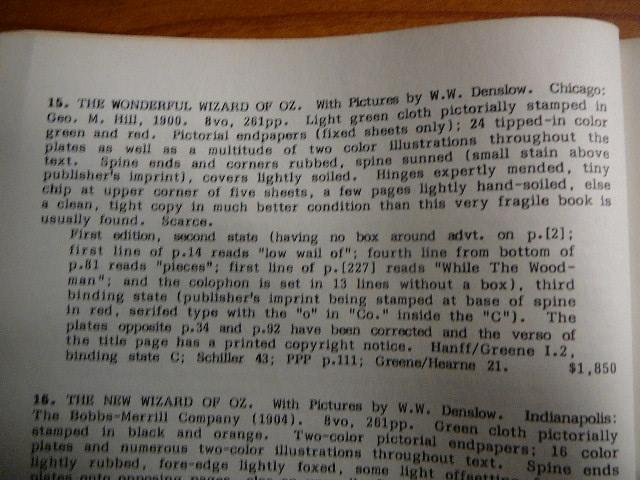 15. THE WONDERFUL WIZARD OF OZ. With Pictures by W.W. Denslow. Chicago:
Geo. M. Hill, 1900. 8vo, 261pp. Light green cloth pictorially stamped in
green and red. Pictorial endpapers (fixed sheets only); 24 tipped-in color
plates as well as a multitude of two color illustrations throughout the
text. Spine ends and corners rubbed, spine sunned (small stain above
publisher's imprint), covers lightly soiled. Hinges expertly mended, tiny
chip at upper corner of five sheets, a few pages lightly hand-soiled, else
a clean, tight copy in much better condition than this very fragile book is
usually found. Scarce.
First edition, second state (having no box around advt. on p.[2];
first line of p.14 reads "low wail of"; fourth line from bottom of
p.81 reads "pieces"; first line of p.[227] reads "While The Wood-
man"; and the colophon is set in 13 lines without a box), third
binding state (publisher's imprint being stamped at base of spine
in red, serifed type with the "o" in "Co." inside the "C"). The
plates opposite p.34 and p.92 have been corrected and the verso of
the title page has a printed copyright notice. Hanff/Greene I.2,
binding state C; Schiller 43; PPP p.111; Greene/Hearne 21. $1,850
16. THE NEW WIZARD OF OZ. With Pictures by W.W. Denslow. Indianapolis:
The Bobbs-Merrill Company (1904). 8vo, 261pp. Green cloth pictorially
stamped in black and orange. Two-color pictorial endpapers; 16 color
plates and numerous two-color illustrations throughout text. Spine ends
lightly rubbed, fore-edge lightly foxed, some light offsetting
plates onto opposing pages,